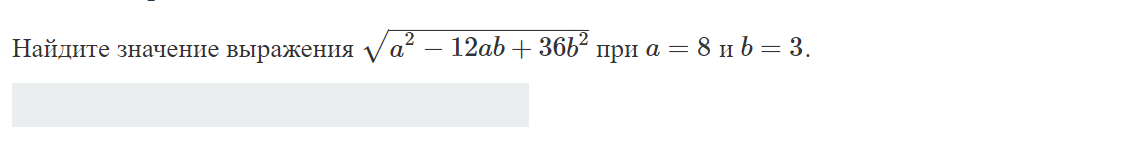 Найдите значение выражения √(a² − 12ab + 36b²) при a = 8 и b = 3.